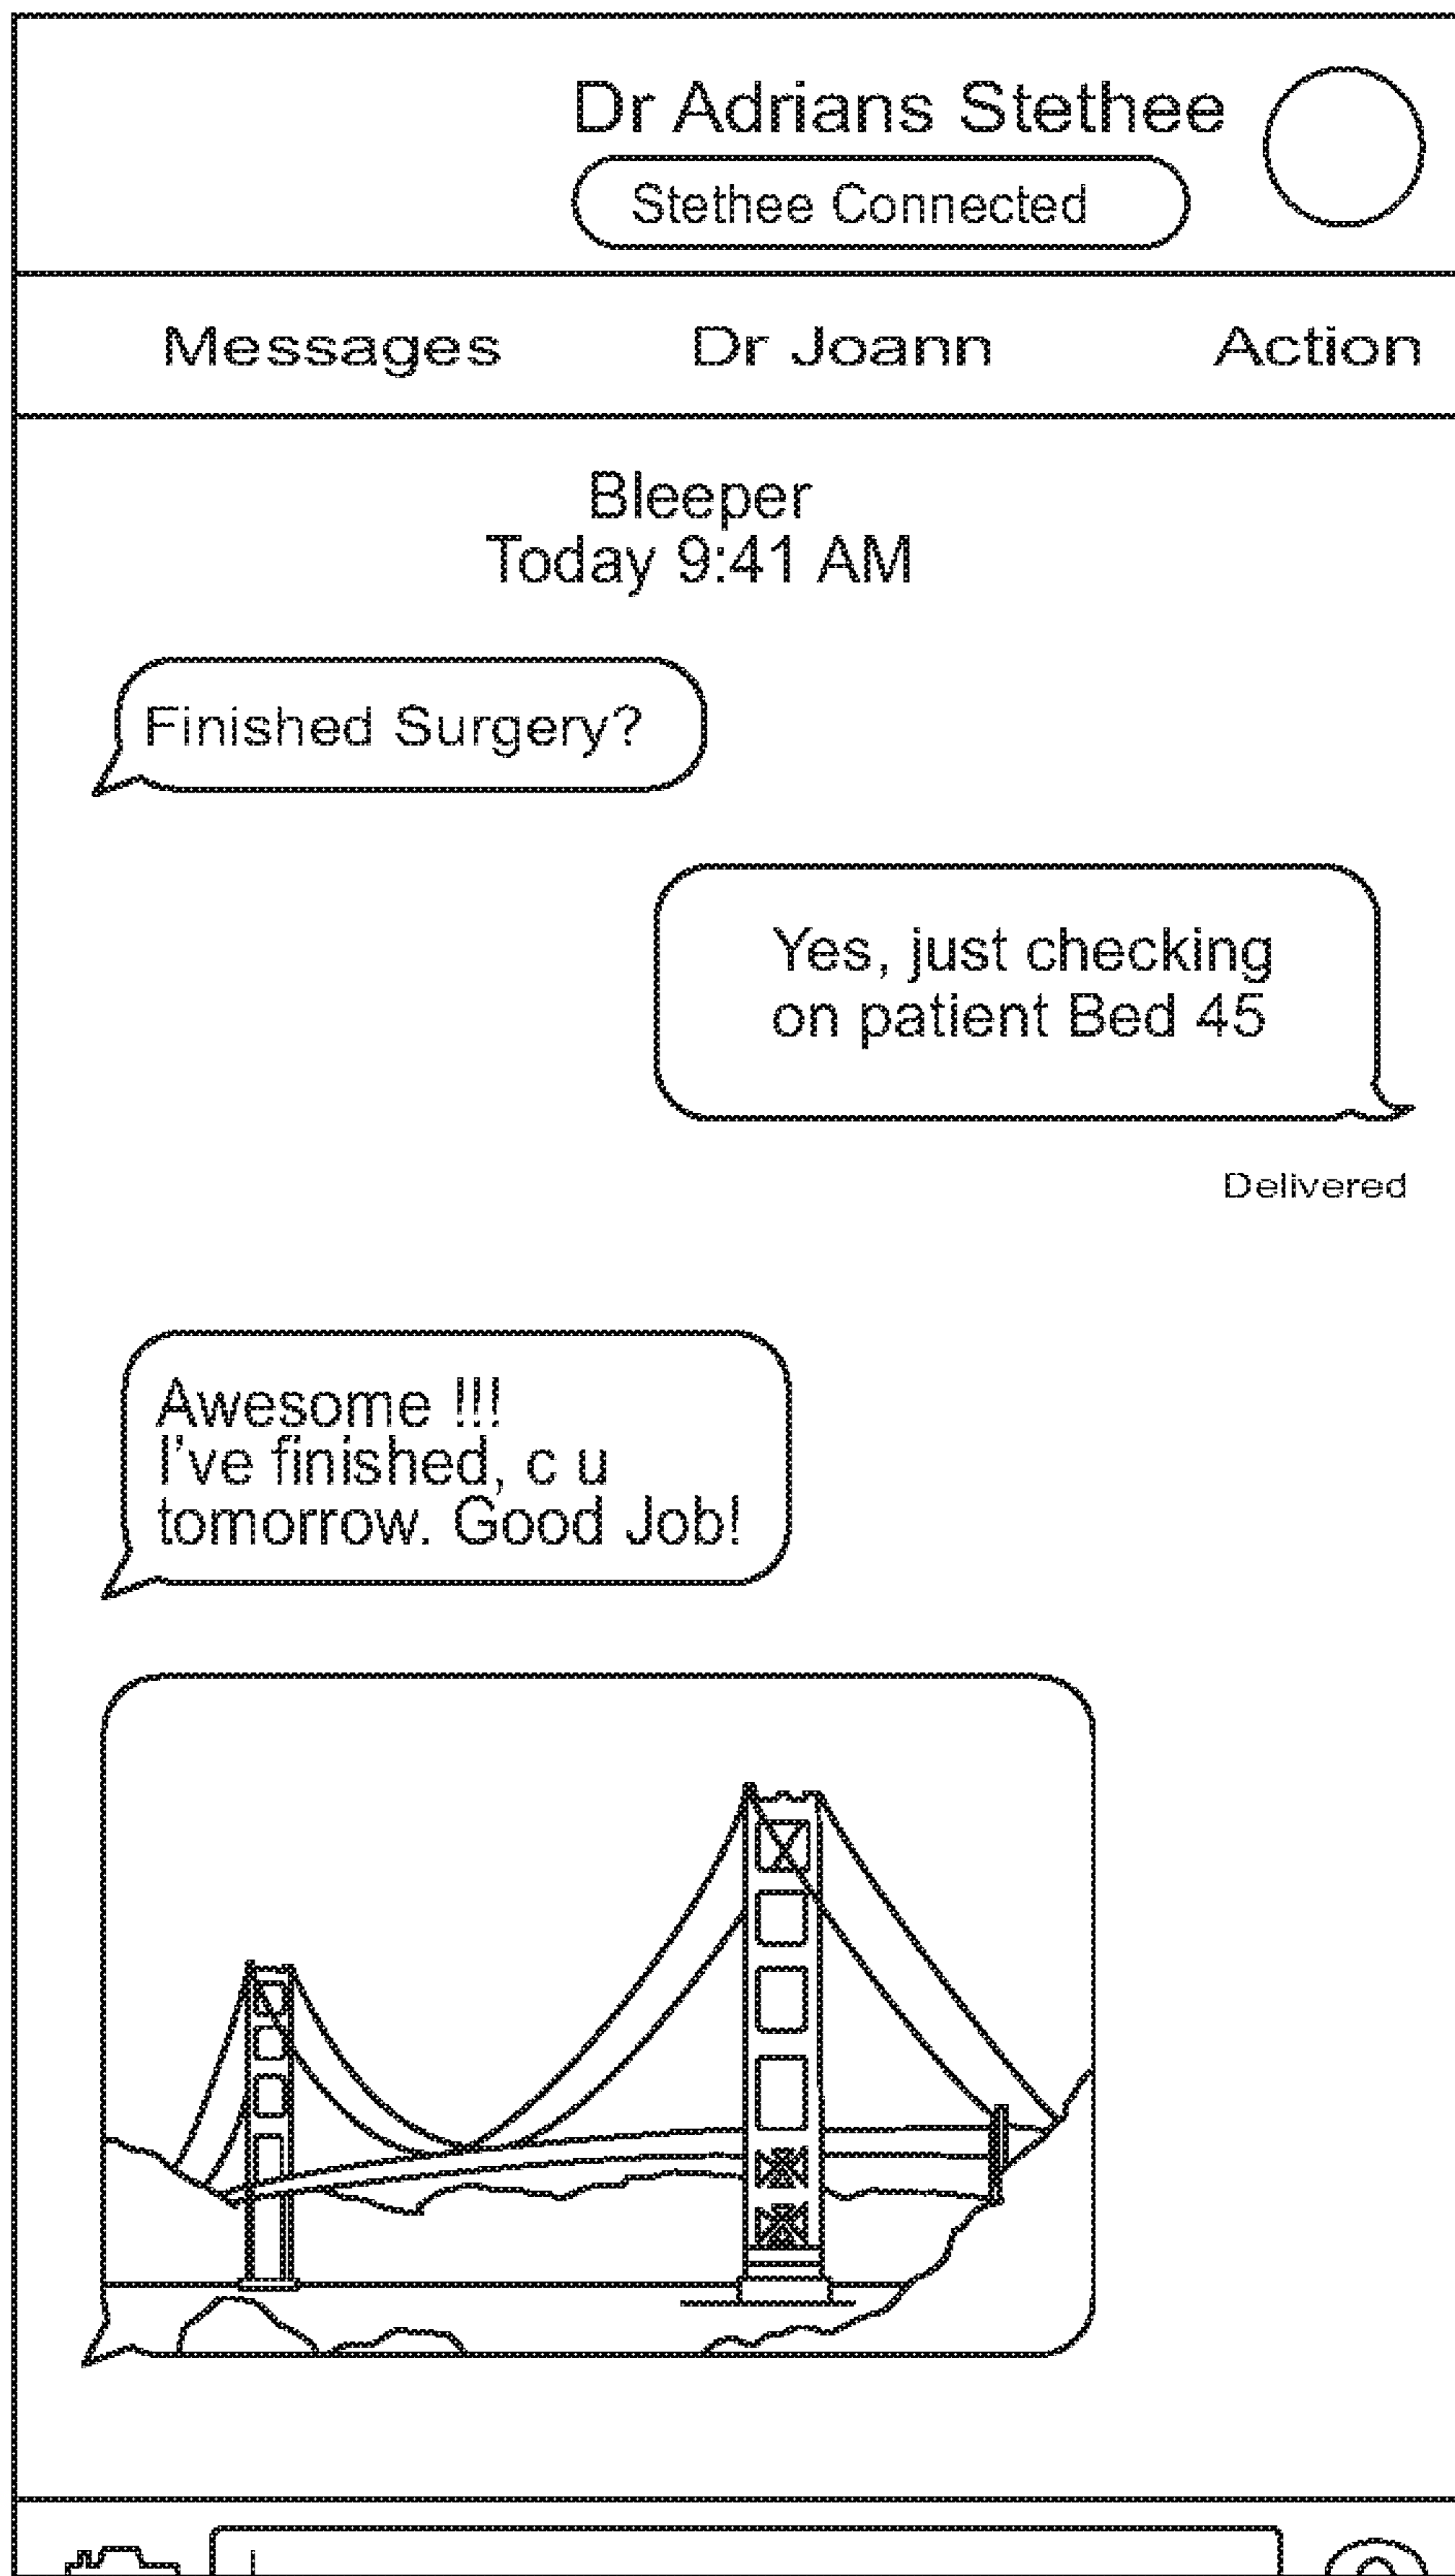 Dr Adrians Stethee
Stethee Connected
Messages Dr Joann Action
Bleeper
Today 9:41 AM
Finished Surgery?
Yes, just checking
on patient Bed 45
Delivered
Awesome !!!
I've finished, c u
tomorrow. Good Job!